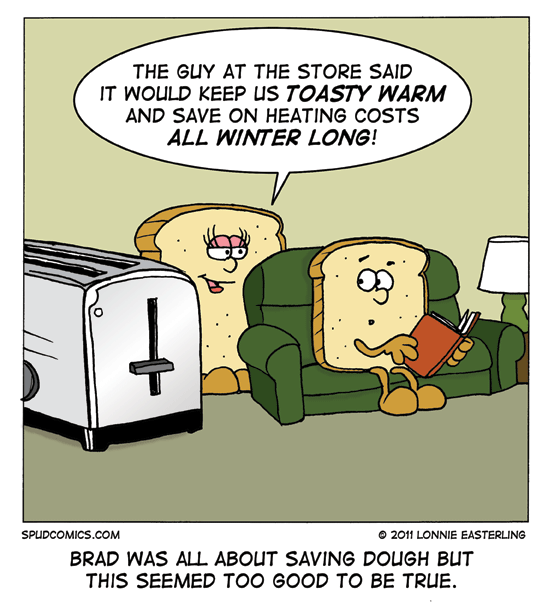 THE GUY AT THE STORE SAID
IT WOULD KEEP US TOASTY WARM
AND SAVE ON HEATING COSTS
ALL WINTER LONG!
SPUDCOMICS.COM
© 2011 LONNIE EASTERLING
BRAD WAS ALL ABOUT SAVING DOUGH BUT
THIS SEEMED TOO GOOD TO BE TRUE.